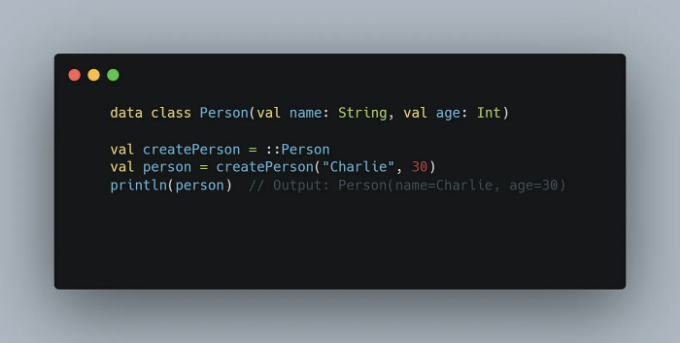 data class Person(val name: String, val age: Int)
val createPerson = ::Person
val person = createPerson("Charlie", 30)
println(person)  // Output: Person(name=Charlie, age=30)